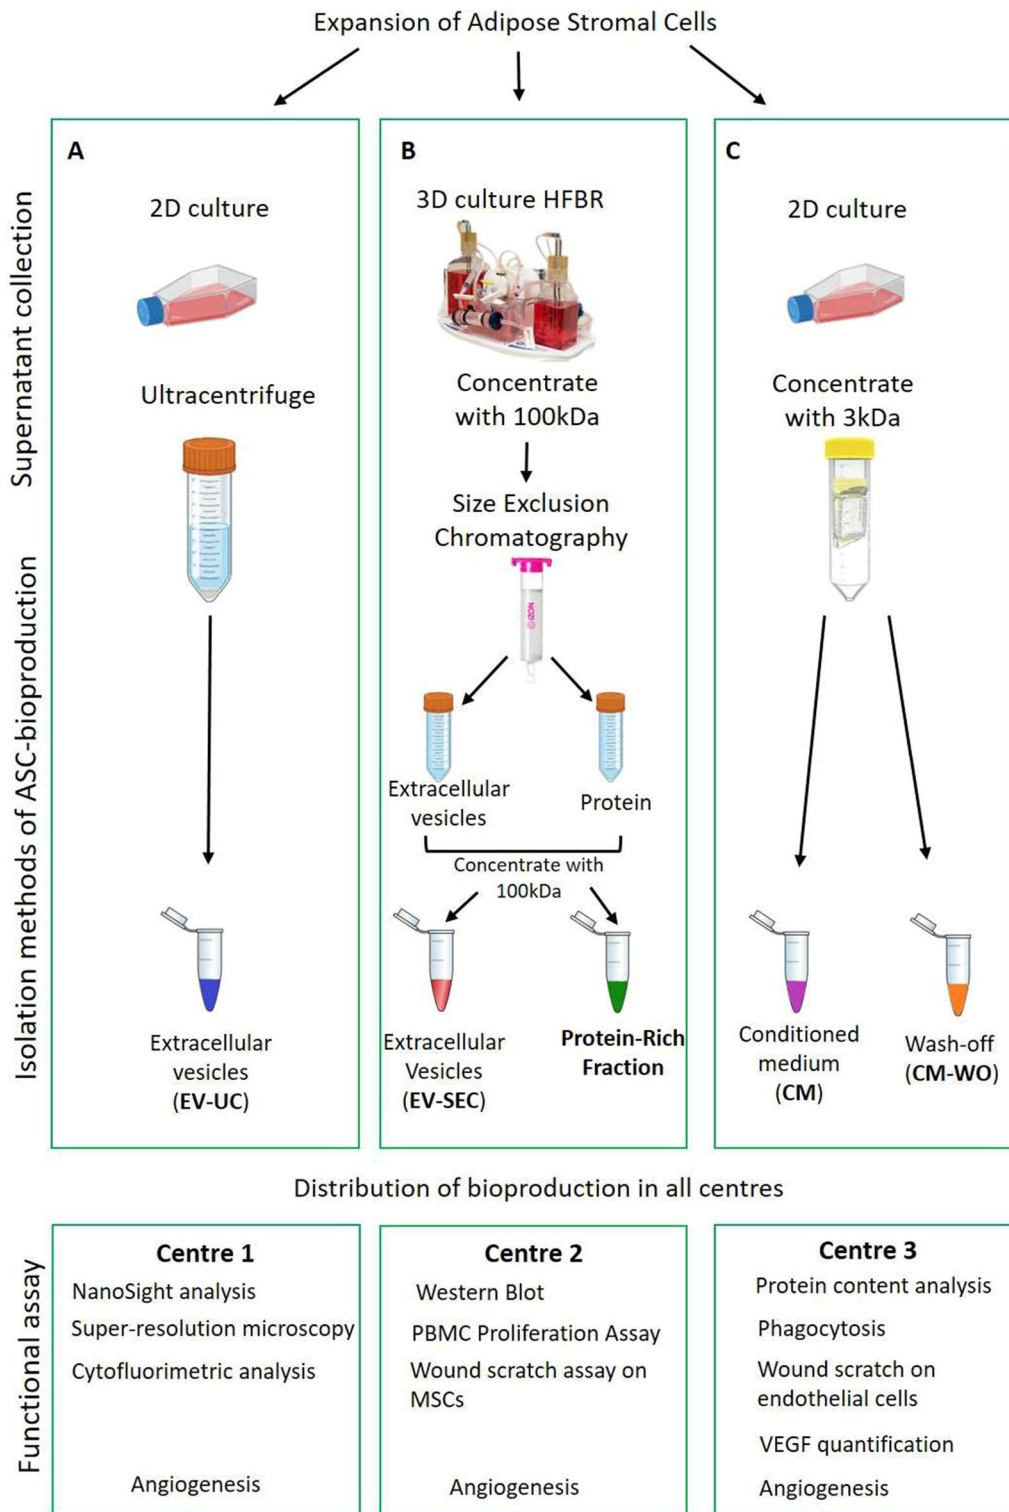 Expansion of Adipose Stromal Cells
Supernatant collection
Isolation methods of ASC-bioproduction
A
2D culture
Ultracentrifuge
Extracellular
vesicles
(EV-UC)
B
3D culture HFBR
Concentrate
with 100kDa
Size Exclusion
Chromatography
IZON
Extracellular
vesicles
Protein
Concentrate with
100kDa
Extracellular
Vesicles
(EV-SEC)
Protein-Rich
Fraction
C
2D culture
Concentrate
with 3kDa
Conditioned
medium
(CM)
Wash-off
(CM-WO)
Distribution of bioproduction in all centres
Functional assay
Centre 1
NanoSight analysis
Super-resolution microscopy
Cytofluorimetric analysis
Angiogenesis
Centre 2
Western Blot
PBMC Proliferation Assay
Wound scratch assay on
MSCs
Angiogenesis
Centre 3
Protein content analysis
Phagocytosis
Wound scratch on
endothelial cells
VEGF quantification
Angiogenesis